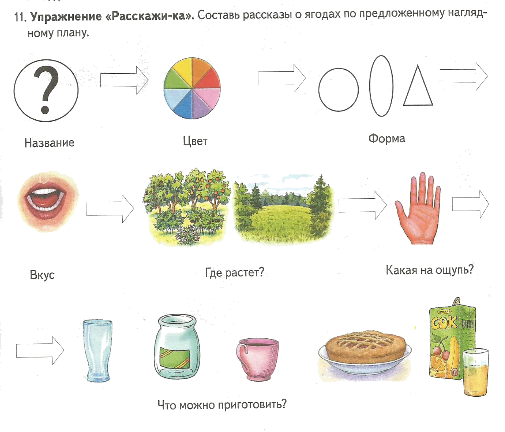 11. Упражнение «Расскажи-ка». Составь рассказы о ягодах по предложенному нагляд-
ному плану.
?
Название
Цвет
Форма
Вкус
Где растет?
Какая на ощупь?
СОК
Что можно приготовить?